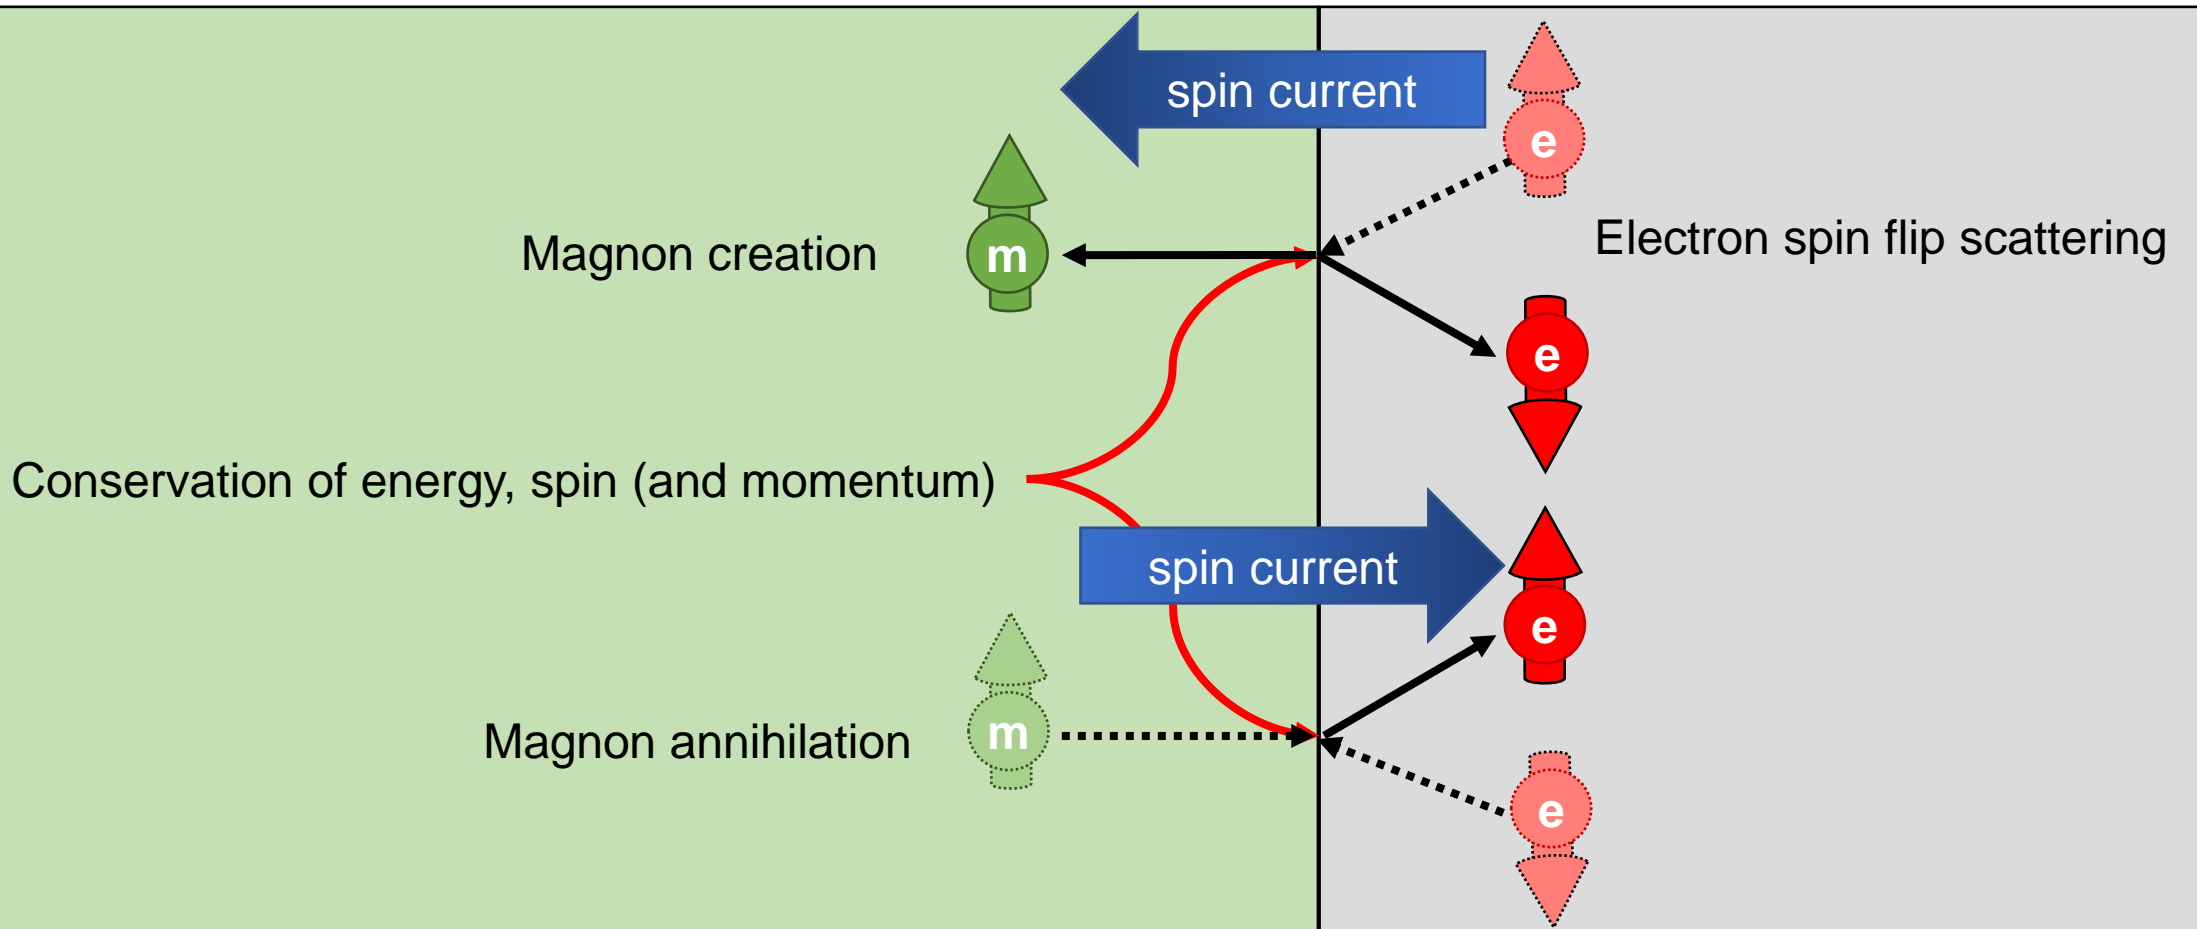 spin current
e
Electron spin flip scattering
Magnon creation
m
e
Conservation of energy, spin (and momentum)
spin current
e
Magnon annihilation
m
e